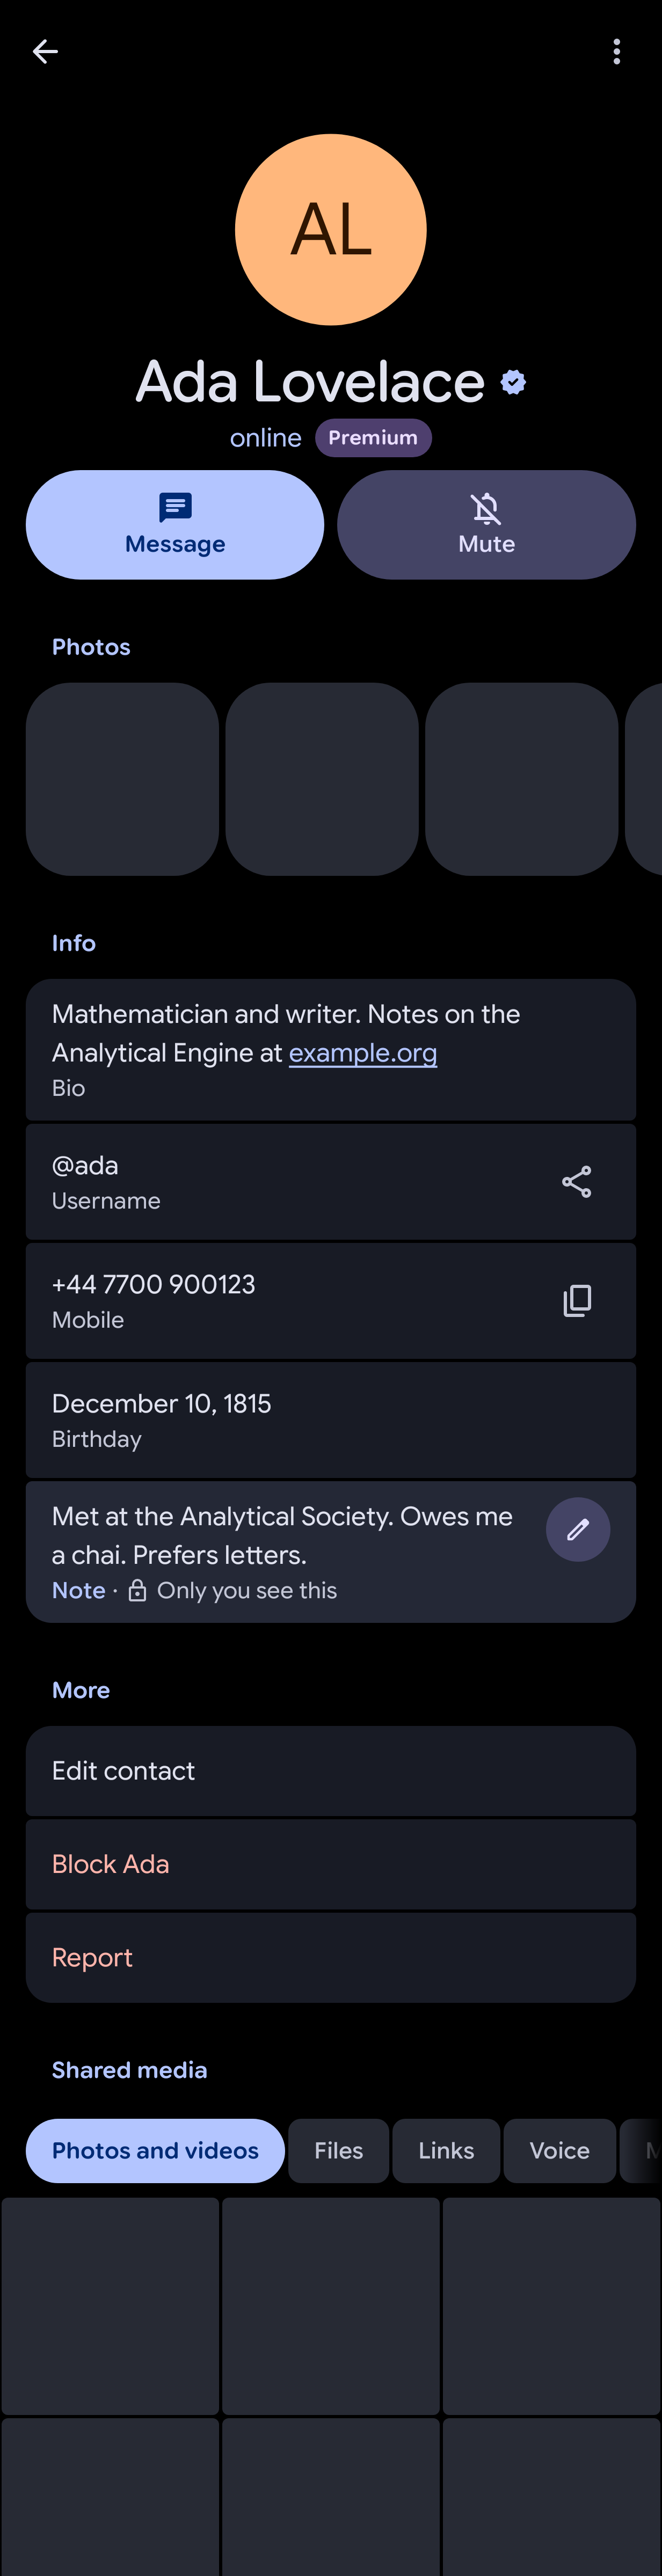 AL
Ada Lovelace
online Premium
Message
Mute
Photos
Info
Mathematician and writer. Notes on the
Analytical Engine at example.org
Bio
@ada
Username
+44 7700 900123
Mobile
December 10, 1815
Birthday
Met at the Analytical Society. Owes me
a chai. Prefers letters.
Note · Only you see this
More
Edit contact
Block Ada
Report
Shared media
Photos and videos Files Links Voice